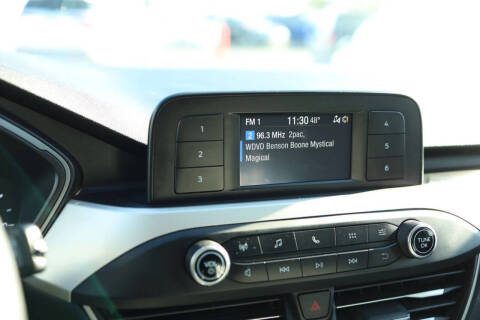 FM 1 11:30 48°
2 96.3 MHz 2pac,
WDVD Benson Boone Mystical
Magical
1
2
3
4
5
6
TUNE
OK